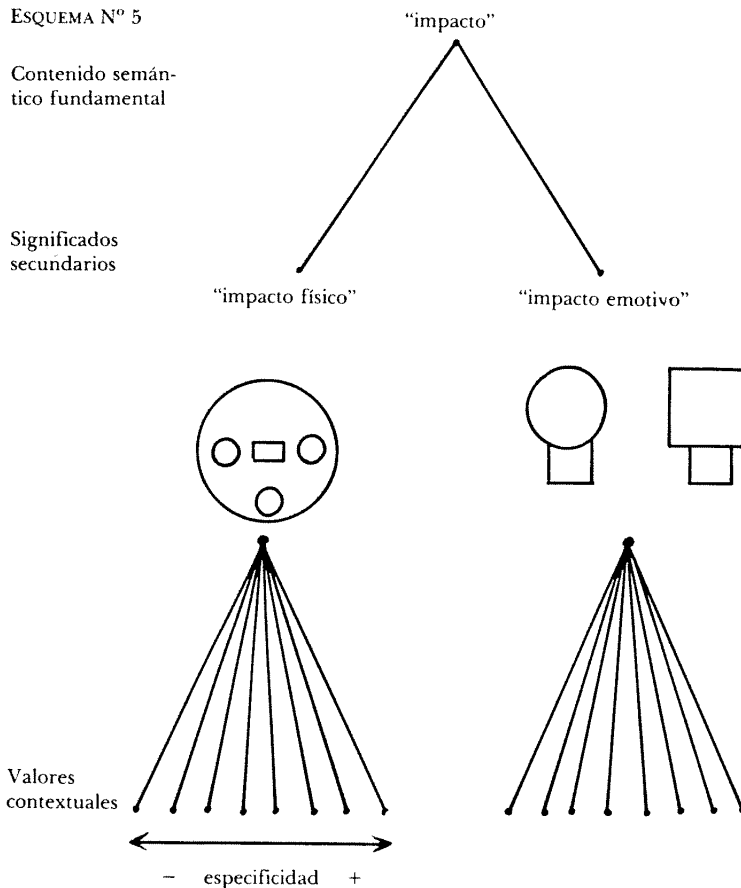 ESQUEMA Nº 5
“impacto”
Contenido semán-
tico fundamental
Significados
secundarios
“impacto físico”
“impacto emotivo”
Valores
contextuales
− especificidad +